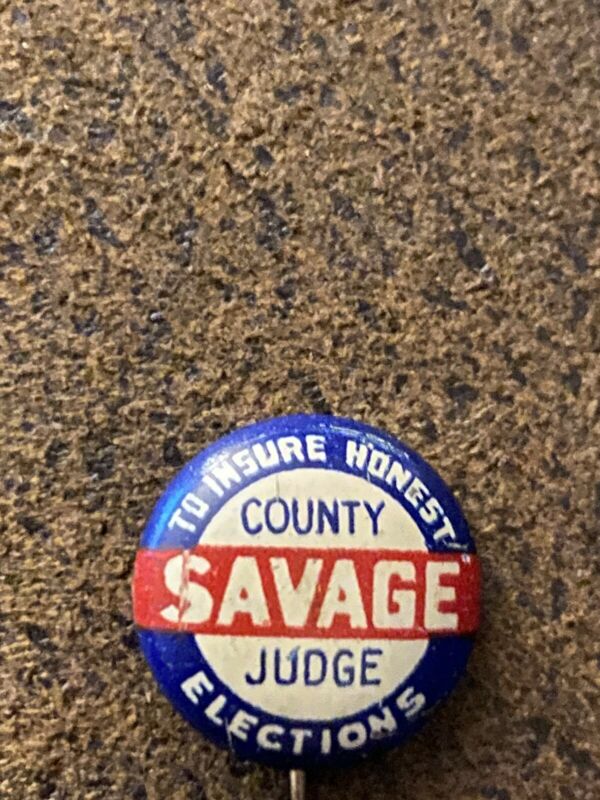 TO INSURE HONEST
COUNTY
SAVAGE
JUDGE
ELECTIONS